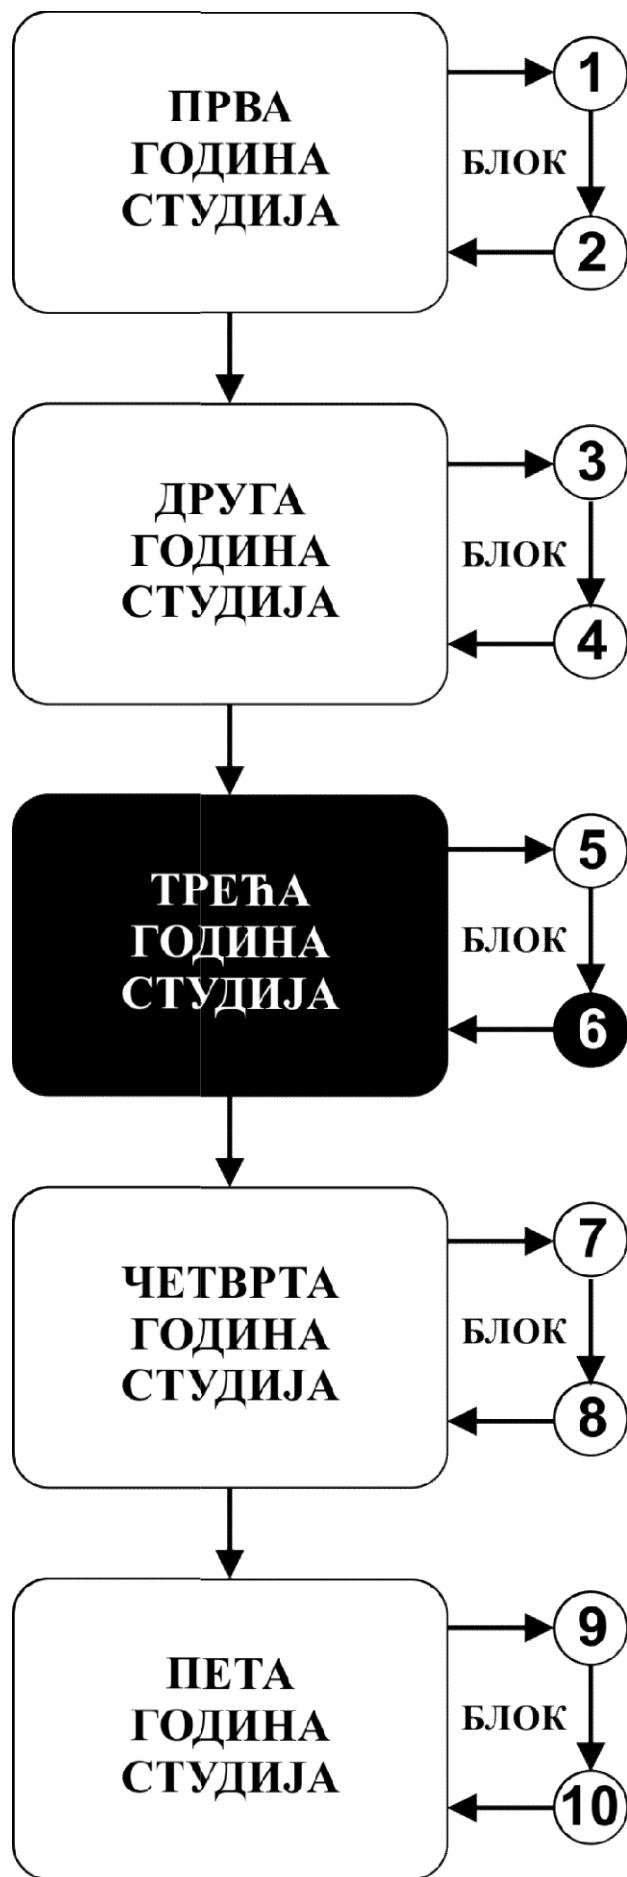 ПРВА
ГОДИНА
СТУДИЈА
1
БЛОК
2
ДРУГА
ГОДИНА
СТУДИЈА
3
БЛОК
4
ТРЕЋА
ГОДИНА
СТУДИЈА
5
БЛОК
6
ЧЕТВРТА
ГОДИНА
СТУДИЈА
7
БЛОК
8
ПЕТА
ГОДИНА
СТУДИЈА
9
БЛОК
10